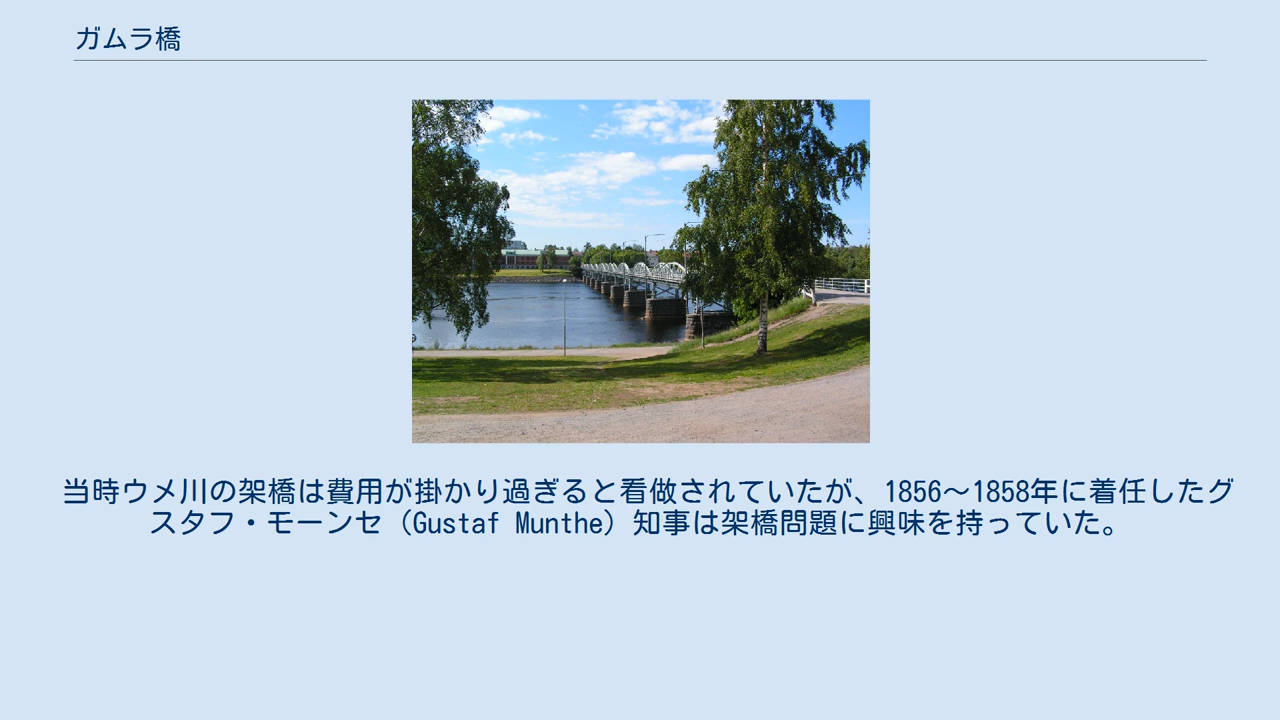 ガムラ橋
当時ウメ川の架橋は費用が掛かり過ぎると看做されていたが、1856～1858年に着任したグ
スタフ・モーンセ（Gustaf Munthe）知事は架橋問題に興味を持っていた。